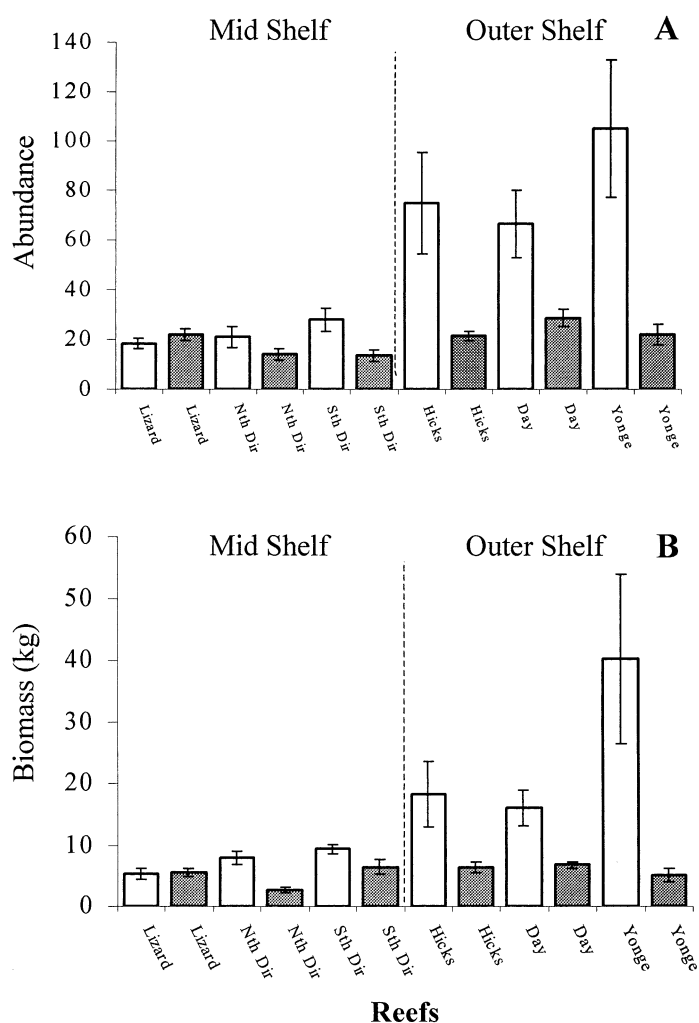 Mid Shelf Outer Shelf A
140
120
100
80
60
40
20
0
Abundance
Lizard Lizard Nth Dir Nth Dir Sth Dir Sth Dir Hicks Hicks Day Day Yonge Yonge
Mid Shelf Outer Shelf B
60
50
40
30
20
10
0
Biomass (kg)
Lizard Lizard Nth Dir Nth Dir Sth Dir Sth Dir Hicks Hicks Day Day Yonge Yonge
Reefs